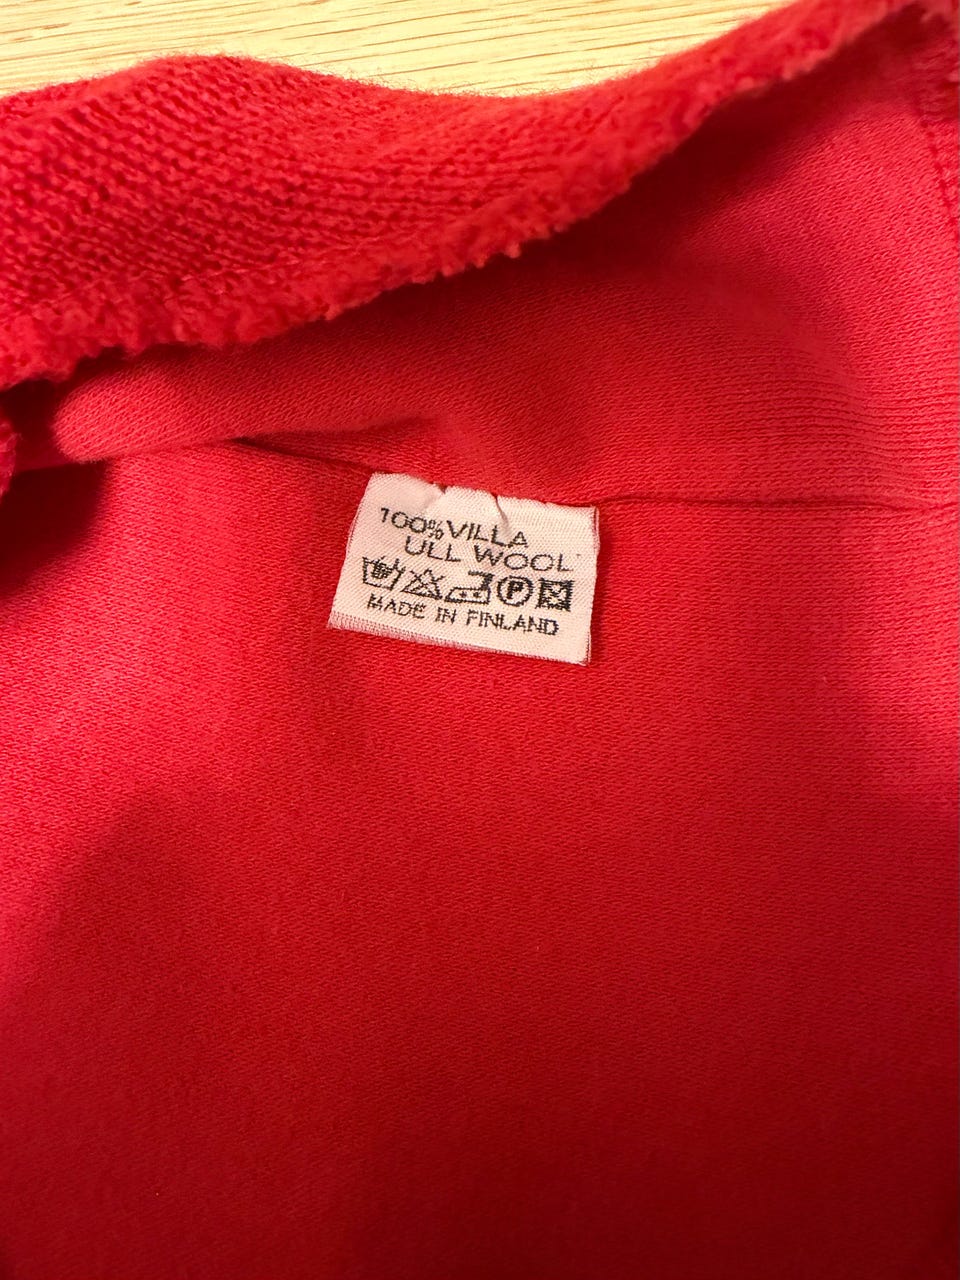 100% VILLA
ULL WOOL
P
MADE IN FINLAND